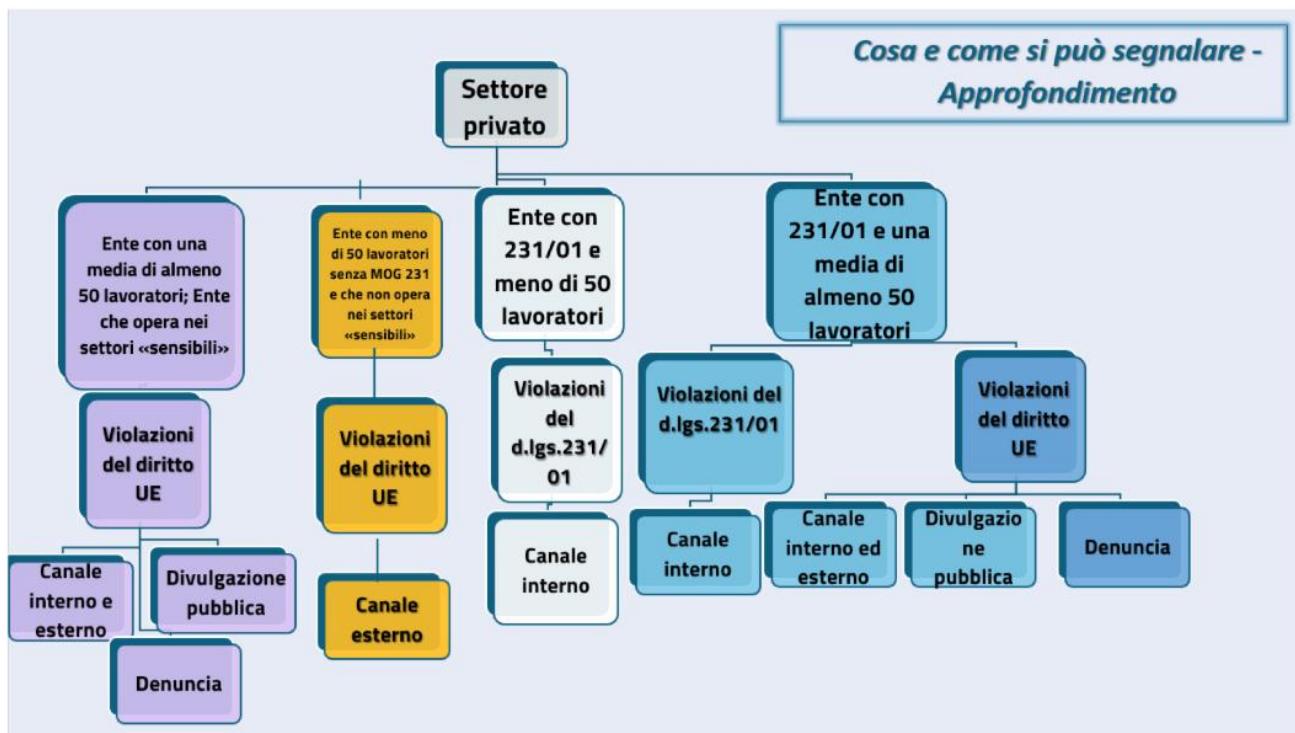 Cosa e come si può segnalare -
Approfondimento
Settore
privato
Ente con una
media di almeno
50 lavoratori; Ente
che opera nei
settori «sensibili»
Violazioni
del diritto
UE
Canale
interno e
esterno
Divulgazione
pubblica
Denuncia
Ente con meno
di 50 lavoratori
senza MOG 231
e che non opera
nei settori
«sensibili»
Violazioni
del diritto
UE
Canale
esterno
Ente con
231/01 e
meno di 50
lavoratori
Violazioni
del
d.lgs.231/
01
Canale
interno
Ente con
231/01 e una
media di
almeno 50
lavoratori
Violazioni del
d.lgs.231/01
Canale
interno
Violazioni
del diritto
UE
Canale
interno ed
esterno
Divulgazio
ne
pubblica
Denuncia